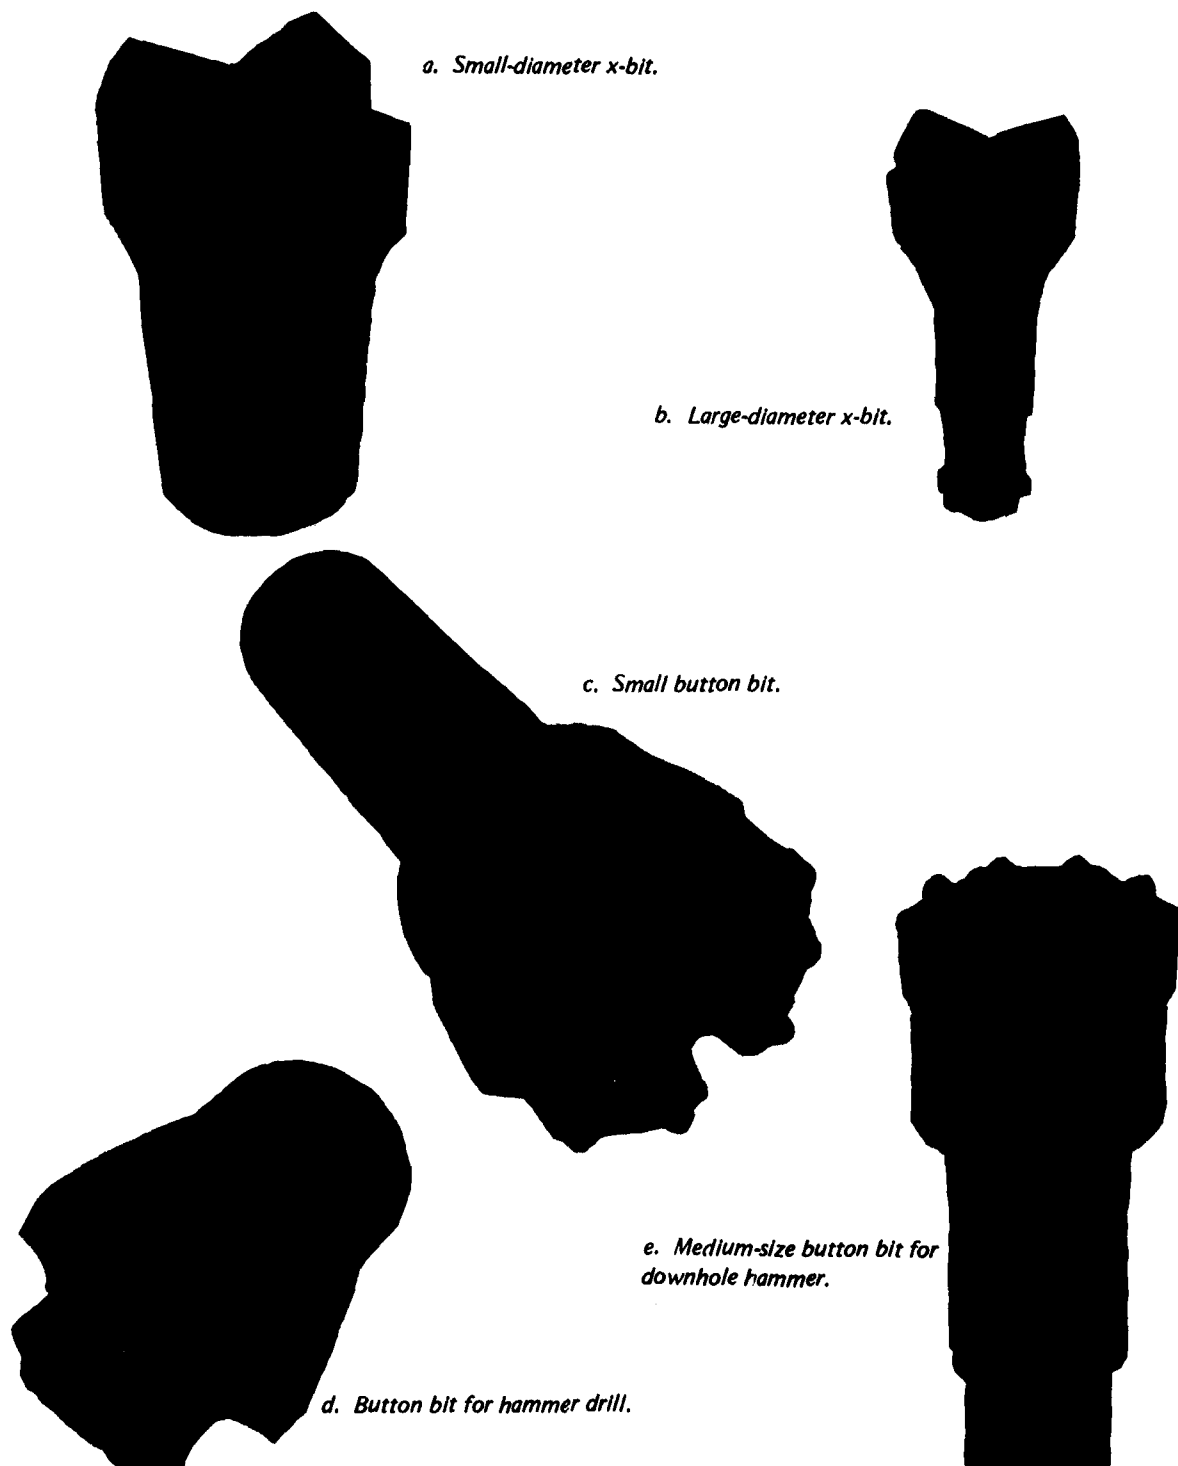 a. Small-diameter x-bit.
b. Large-diameter x-bit.
c. Small button bit.
e. Medium-size button bit for
downhole hammer.
d. Button bit for hammer drill.